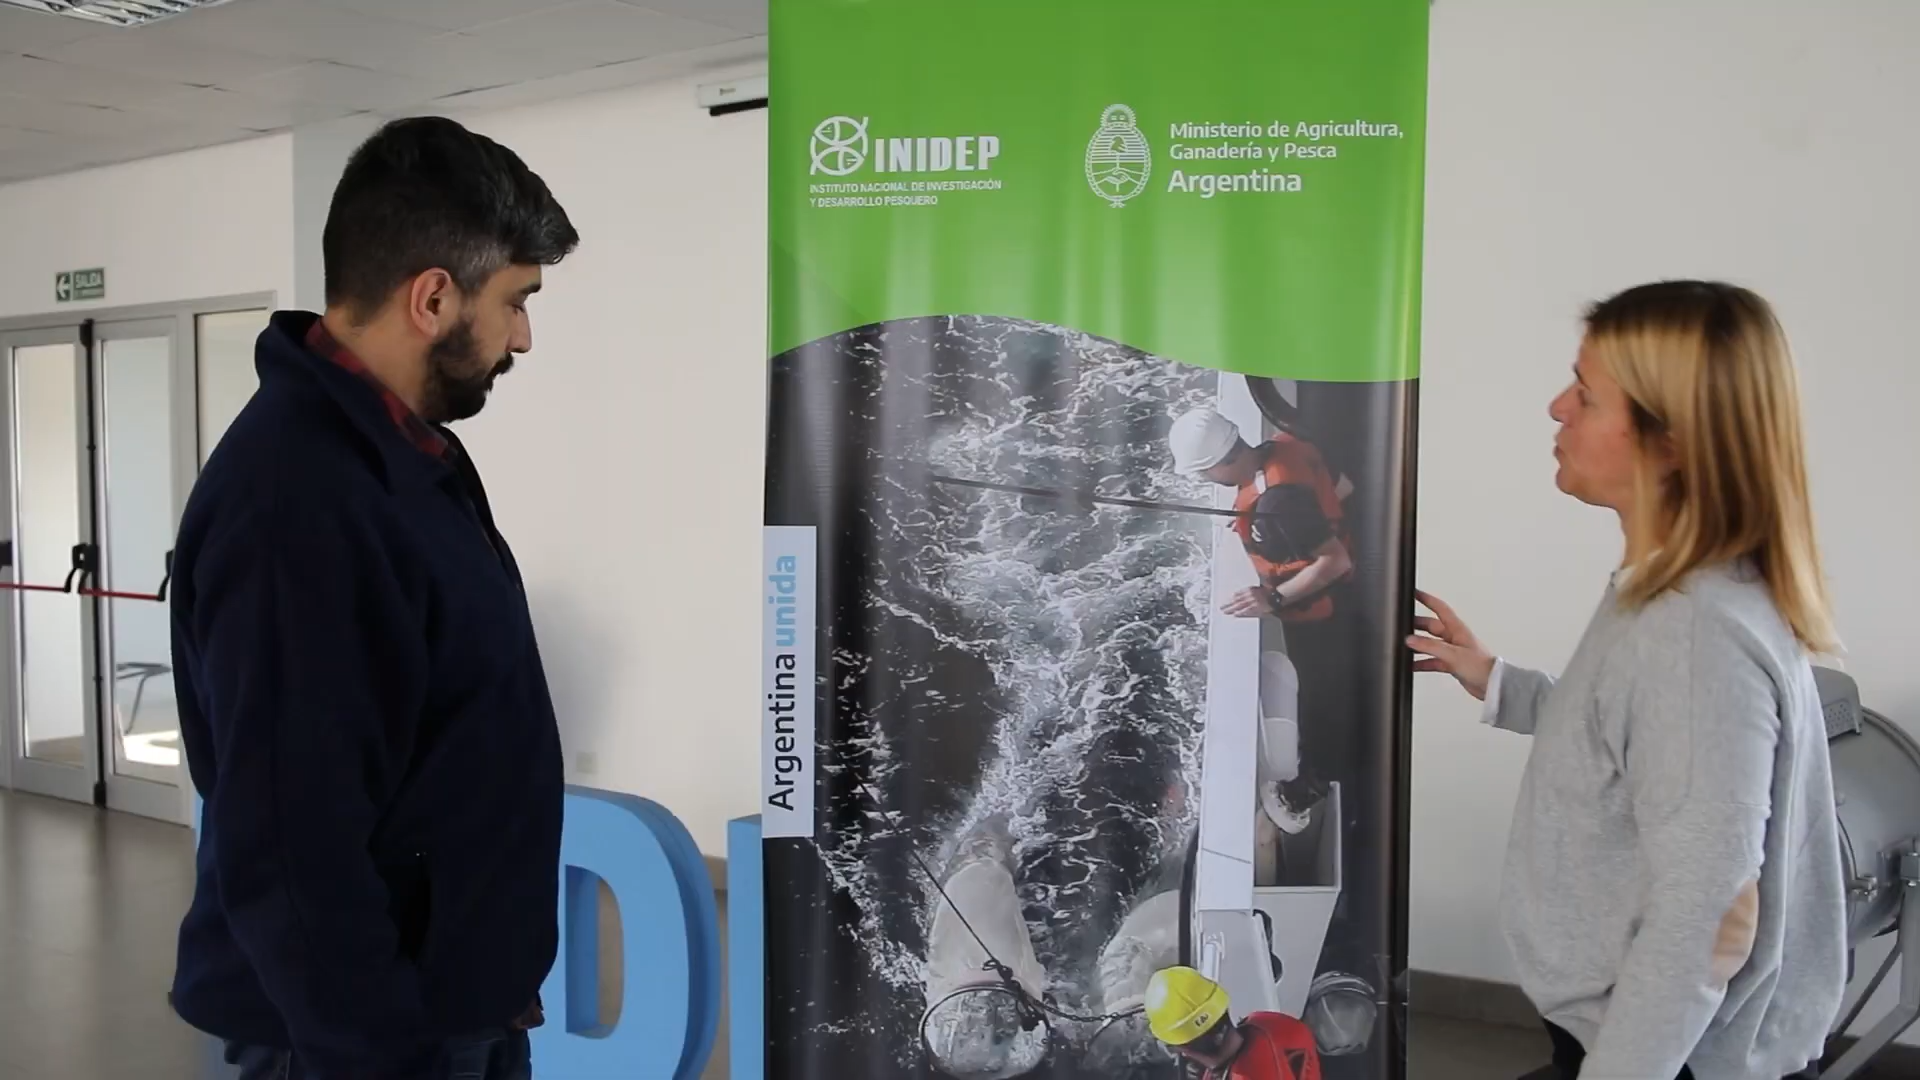 SALIDA
INIDEP
INSTITUTO NACIONAL DE INVESTIGACIÓN
Y DESARROLLO PESQUERO
Ministerio de Agricultura,
Ganadería y Pesca
Argentina
Argentina unida
D